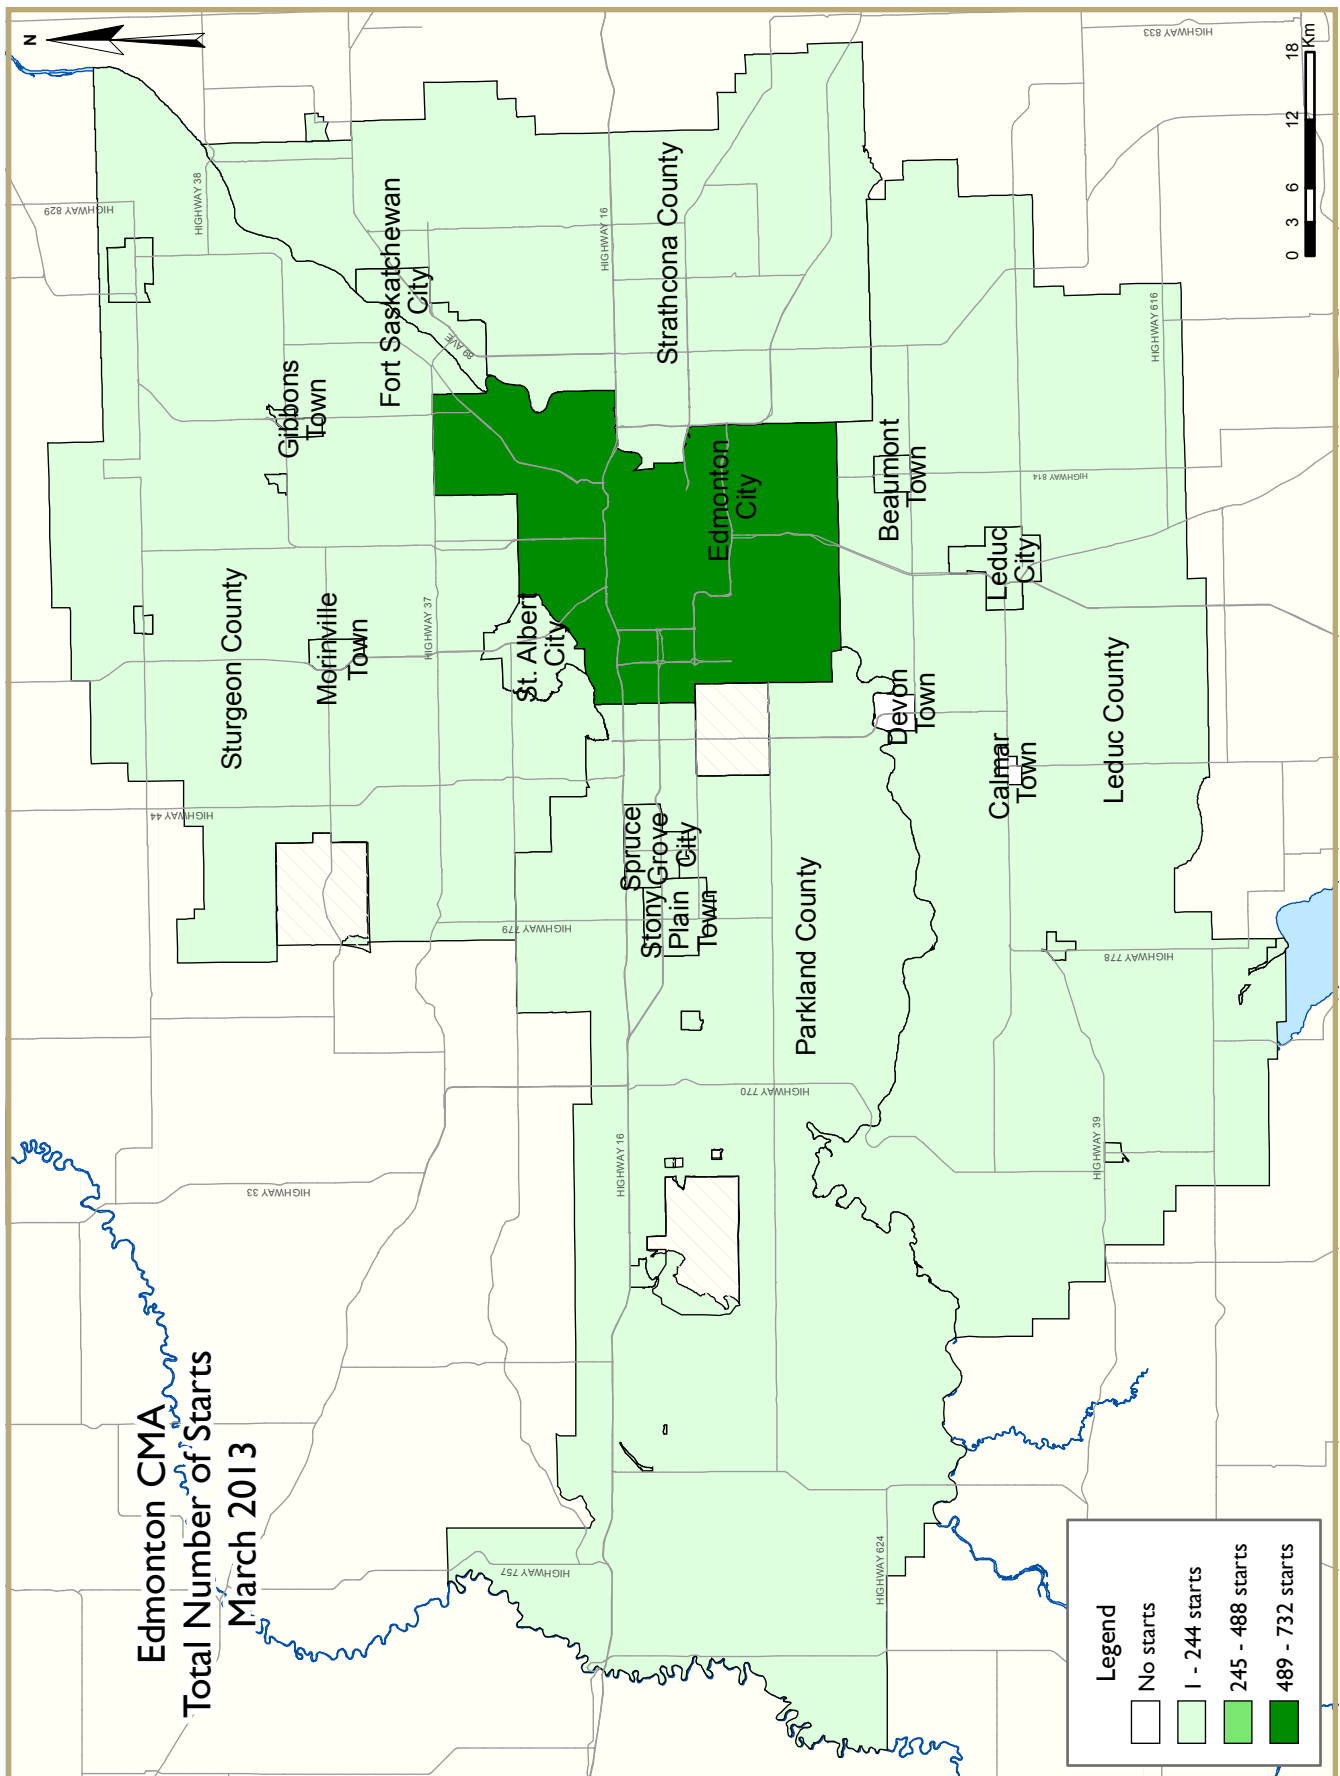 Edmonton CMA
Total Number of Starts
March 2013
N
HIGHWAY 829
HIGHWAY 38
HIGHWAY 833
Gibbons
Town
Fort Saskatchewan
City
89 AVE
HIGHWAY 16
Strathcona County
Sturgeon County
Morinville
Town
HIGHWAY 37
HIGHWAY 44
St. Albert
City
Edmonton
City
Beaumont
Town
HIGHWAY 814
HIGHWAY 616
Leduc
City
Devon
Town
Calmar
Town
Leduc County
Spruce
Grove
City
Stony
Plain
Town
HIGHWAY 779
Parkland County
HIGHWAY 778
HIGHWAY 770
HIGHWAY 39
HIGHWAY 16
HIGHWAY 33
HIGHWAY 757
HIGHWAY 624
Legend
No starts
1 - 244 starts
245 - 488 starts
489 - 732 starts
0 3 6 12 18
Km